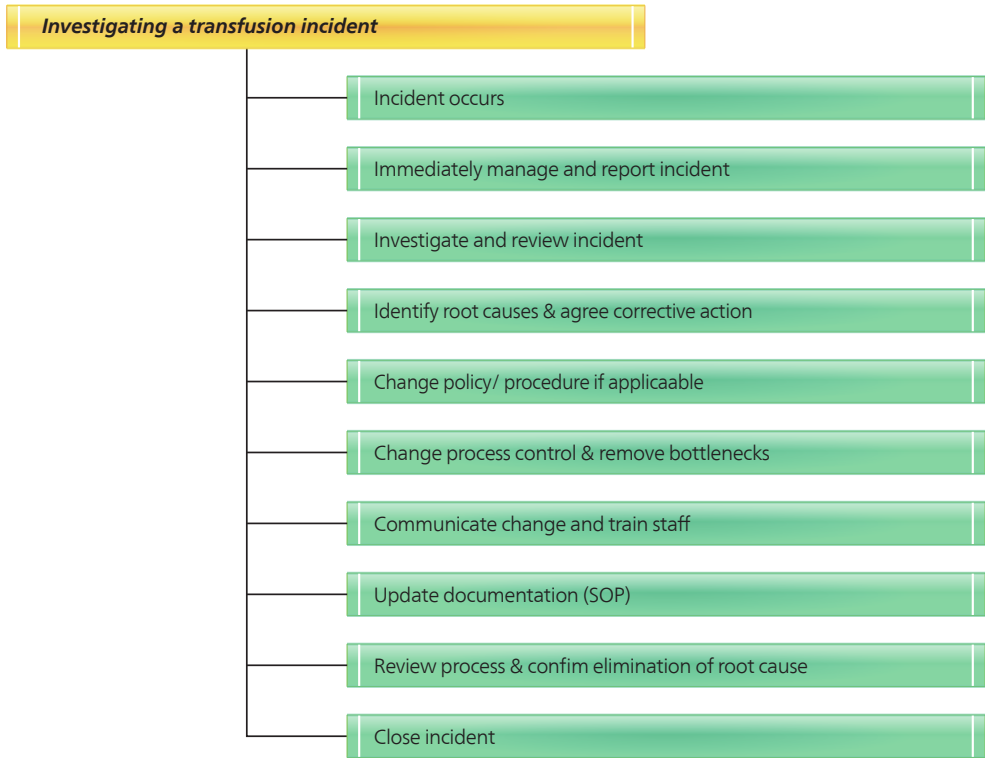 Investigating a transfusion incident
Incident occurs
Immediately manage and report incident
Investigate and review incident
Identify root causes & agree corrective action
Change policy/ procedure if applicaable
Change process control & remove bottlenecks
Communicate change and train staff
Update documentation (SOP)
Review process & confim elimination of root cause
Close incident